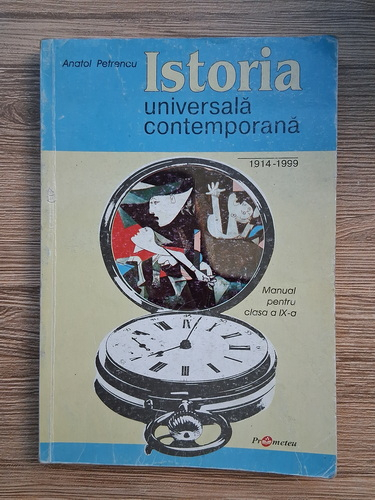 Anatol Petrencu
Istoria
universală
contemporană
1914-1999
Manual
pentru
clasa a IX-a
Prometeu